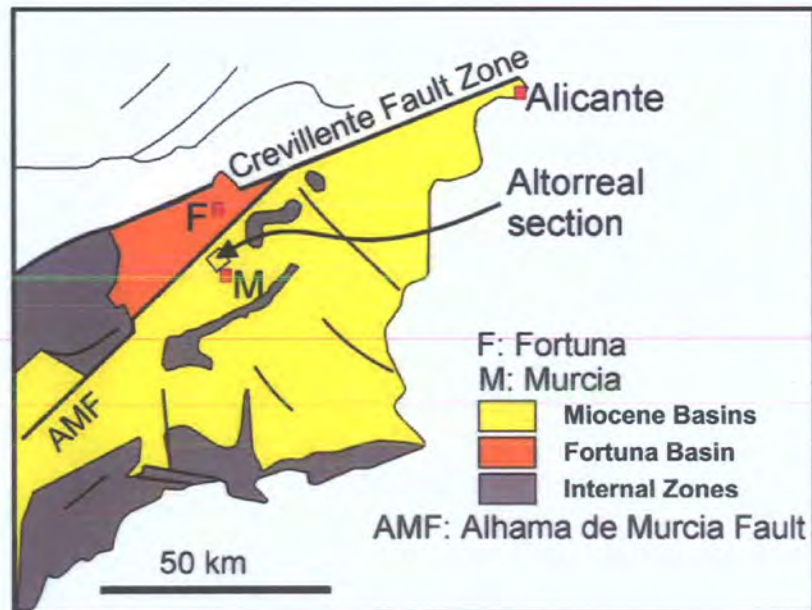 Crevillente Fault Zone
Alicante
Altorreal
section
F
M
AMF
F: Fortuna
M: Murcia
Miocene Basins
Fortuna Basin
Internal Zones
AMF: Alhama de Murcia Fault
50 km